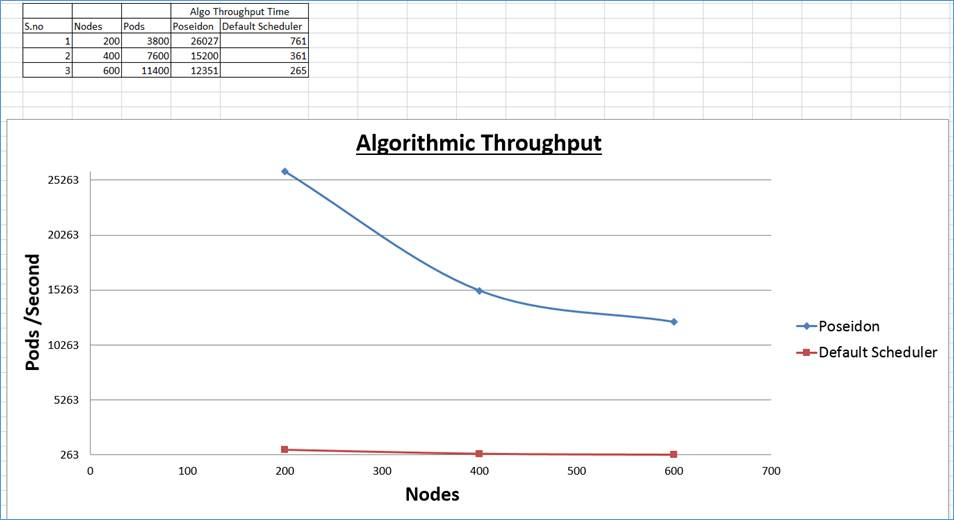 Algo Throughput Time
S.no Nodes Pods Poseidon Default Scheduler
1 200 3800 26027 761
2 400 7600 15200 361
3 600 11400 12351 265
Algorithmic Throughput
25263
20263
15263
10263
5263
263
Pods /Second
0 100 200 300 400 500 600 700
Nodes
Poseidon
Default Scheduler